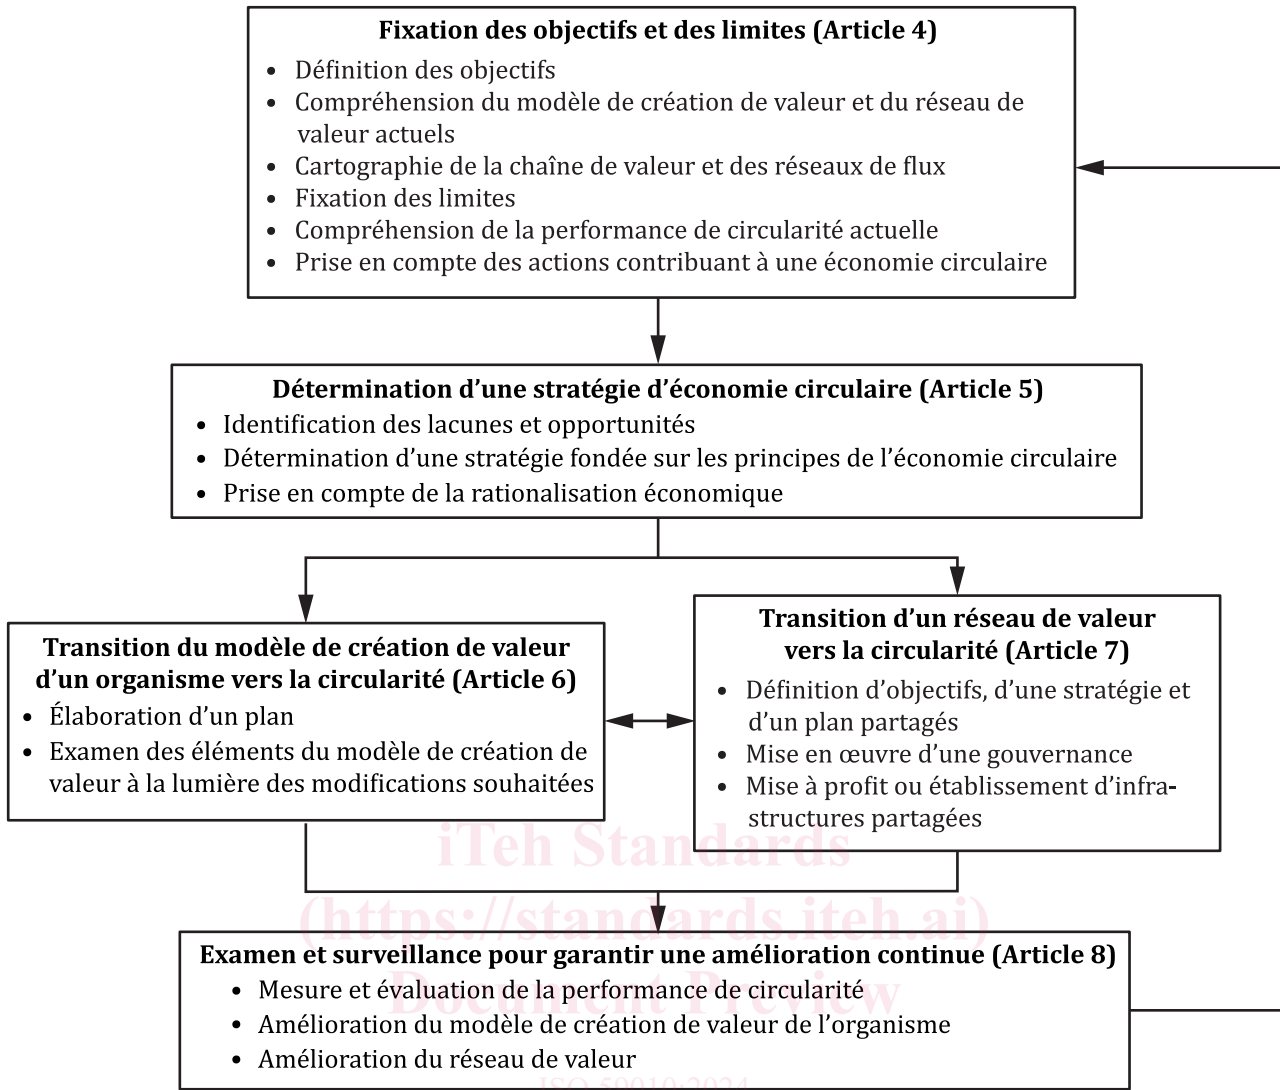 Fixation des objectifs et des limites (Article 4)
• Définition des objectifs
• Compréhension du modèle de création de valeur et du réseau de
valeur actuels
• Cartographie de la chaîne de valeur et des réseaux de flux
• Fixation des limites
• Compréhension de la performance de circularité actuelle
• Prise en compte des actions contribuant à une économie circulaire
Détermination d’une stratégie d’économie circulaire (Article 5)
• Identification des lacunes et opportunités
• Détermination d’une stratégie fondée sur les principes de l’économie circulaire
• Prise en compte de la rationalisation économique
Transition du modèle de création de valeur
d’un organisme vers la circularité (Article 6)
• Élaboration d’un plan
• Examen des éléments du modèle de création de
valeur à la lumière des modifications souhaitées
Transition d’un réseau de valeur
vers la circularité (Article 7)
• Définition d’objectifs, d’une stratégie et
d’un plan partagés
• Mise en œuvre d’une gouvernance
• Mise à profit ou établissement d’infra-
structures partagées
iTeh Standards
(https://standards.iteh.ai)
Document Preview
Examen et surveillance pour garantir une amélioration continue (Article 8)
• Mesure et évaluation de la performance de circularité
• Amélioration du modèle de création de valeur de l’organisme
• Amélioration du réseau de valeur
ISO 59010:2024